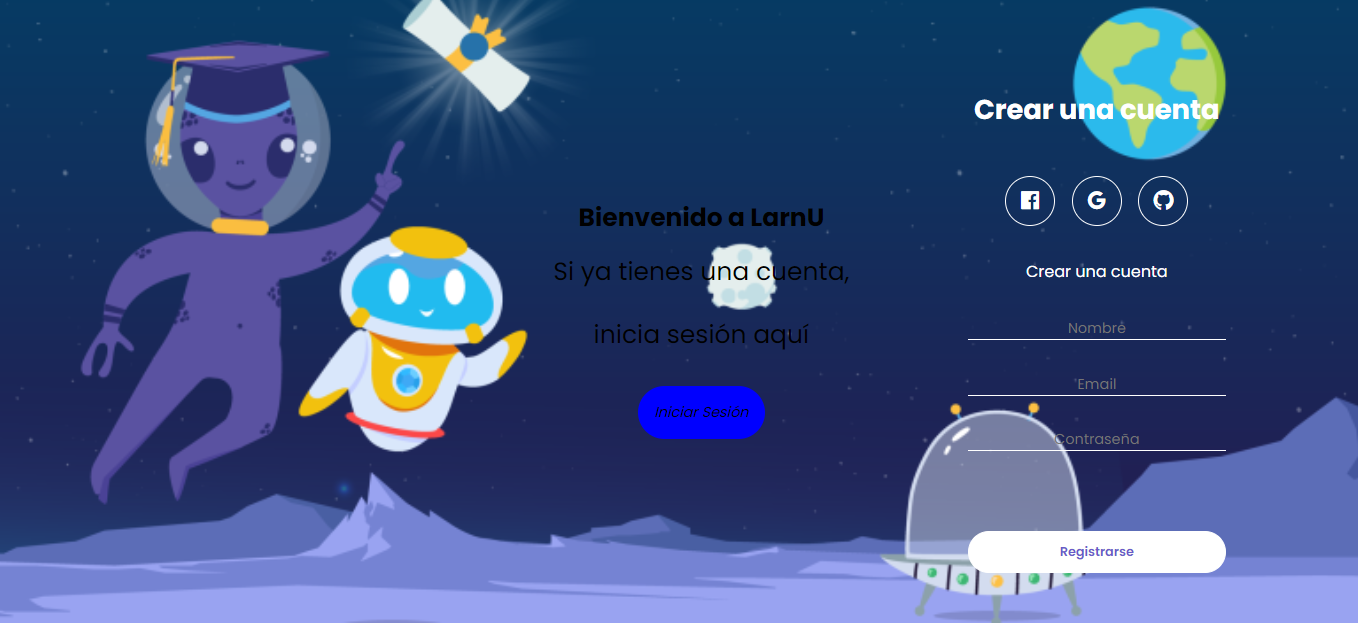 Bienvenido a LarnU
Si ya tienes una cuenta,
inicia sesión aquí
Iniciar Sesión
Crear una cuenta
Crear una cuenta
Nombre
Email
Contraseña
Registrarse